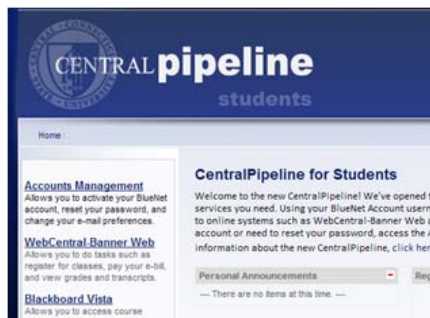 CENTRAL pipeline
students
Home :
Accounts Management
Allows you to activate your BlueNet
account, reset your password, and
change your e-mail preferences.
WebCentral-Banner Web
Allows you to do tasks such as
register for classes, pay your e-bill,
and view grades and transcripts.
Blackboard Vista
Allows you to access course
CentralPipeline for Students
Welcome to the new CentralPipeline! We've opened
services you need. Using your BlueNet Account usern
to online systems such as WebCentral-Banner Web a
account or need to reset your password, access the A
information about the new CentralPipeline, click her
Personal Announcements
Reg
--- There are no items at this time. ---